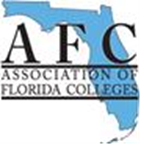 AFC
ASSOCIATION OF
FLORIDA COLLEGES